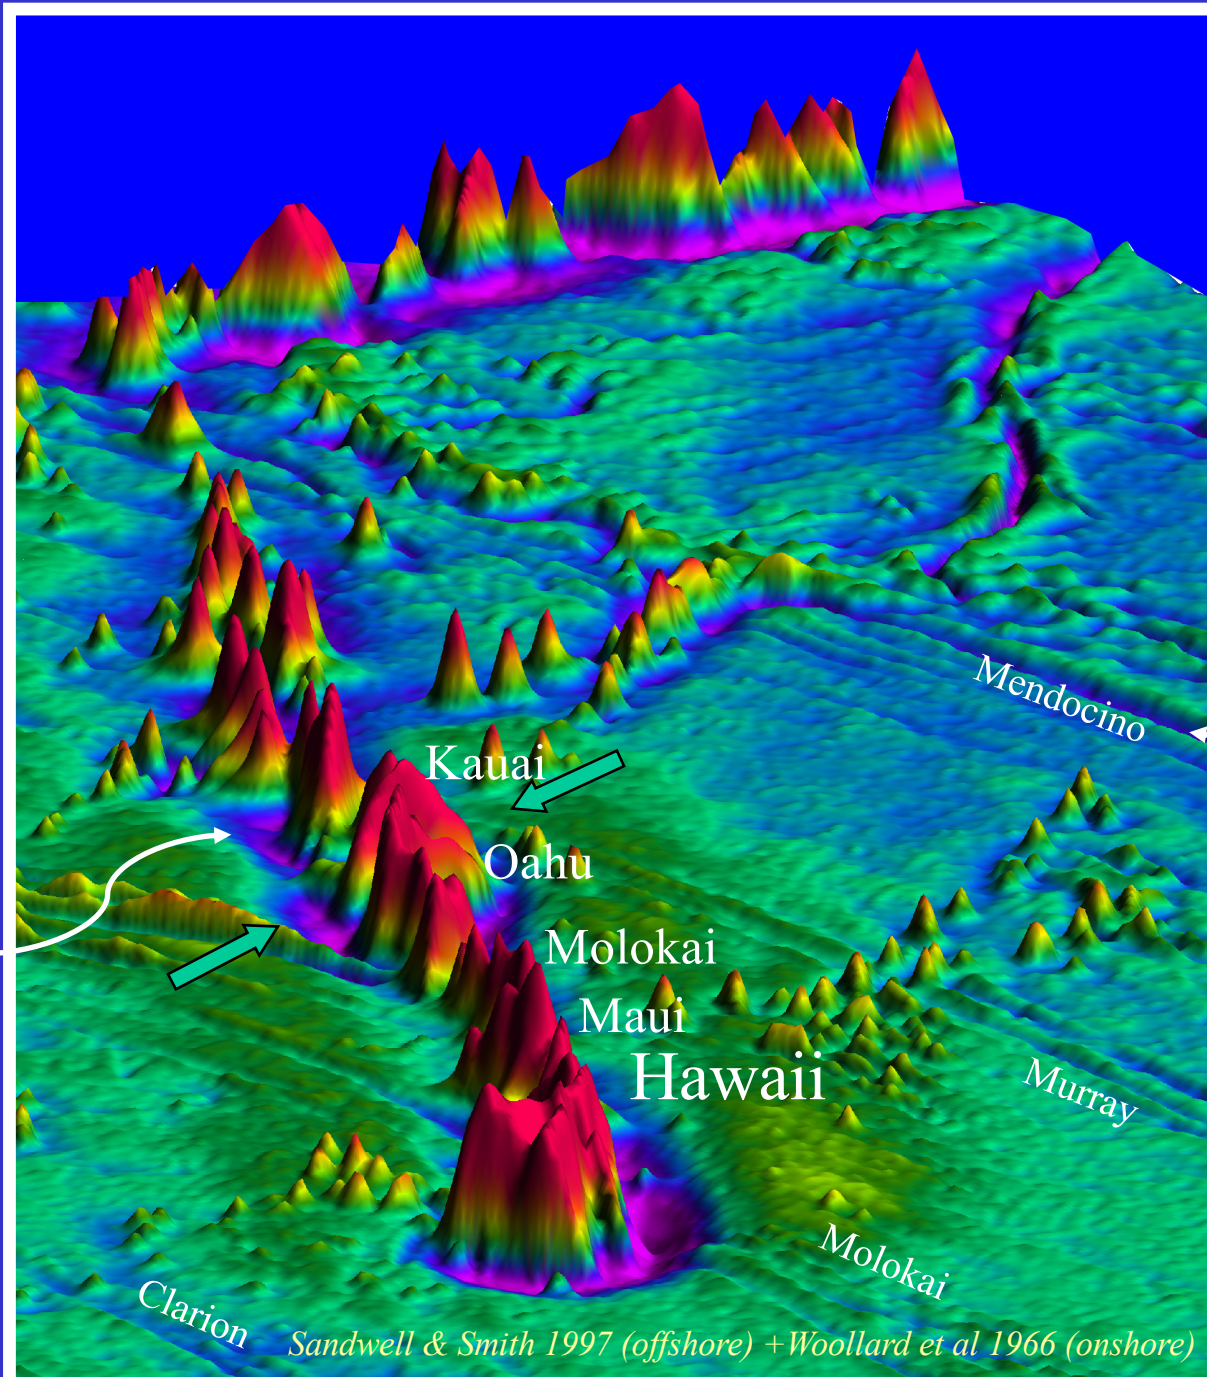 Mendocino
Kauai
Oahu
Molokai
Maui
Hawaii
Murray
Molokai
Clarion
Sandwell & Smith 1997 (offshore) +Woollard et al 1966 (onshore)